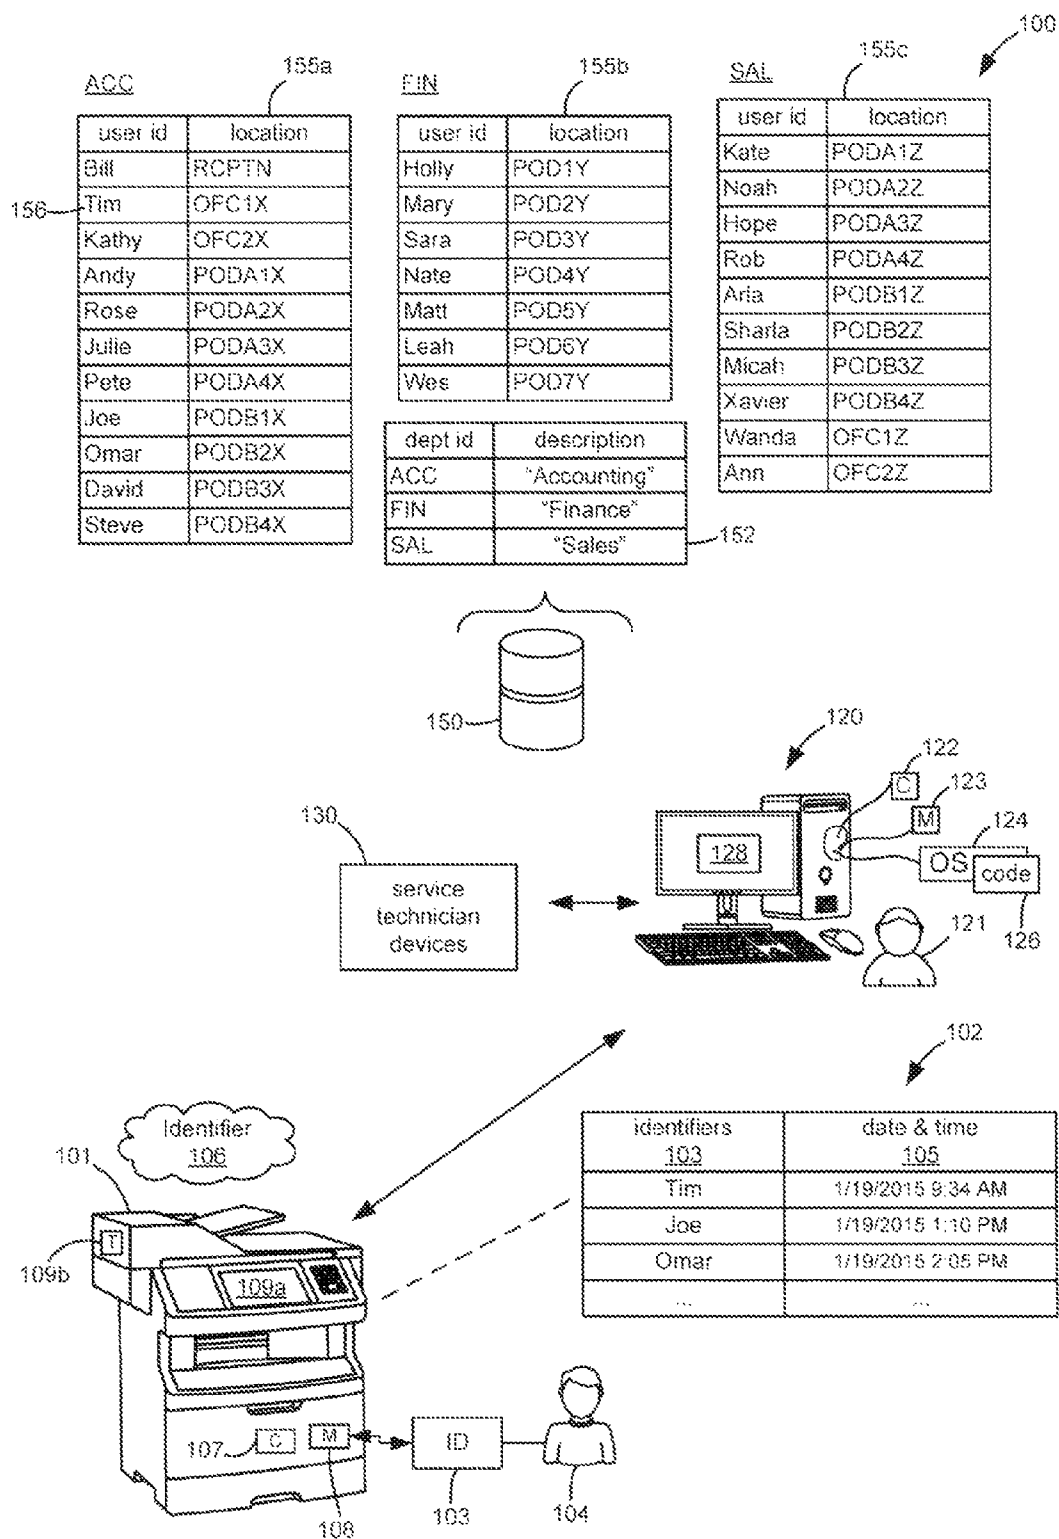 100
ACC 155a FIN 155b SAL 155c
user id location
Bill RCPTN
156 Tim OFC1X
Kathy OFC2X
Andy PODA1X
Rose PODA2X
Julie PODA3X
Pete PODA4X
Joe PODB1X
Omar PODB2X
David PODB3X
Steve PODB4X
user id location
Holly POD1Y
Mary POD2Y
Sara POD3Y
Nate POD4Y
Matt POD5Y
Leah POD6Y
Wes POD7Y
user id location
Kate PODA1Z
Noah PODA2Z
Hope PODA3Z
Rob PODA4Z
Aria PODB1Z
Sharla PODB2Z
Micah PODB3Z
Xavier PODB4Z
Wanda OFC1Z
Ann OFC2Z
dept id description
ACC "Accounting"
FIN "Finance"
SAL "Sales"
152
150
120
122
C
123
M
124
OS
code
126
121
128
130
service
technician
devices
102
identifiers date & time
103 105
Tim 1/19/2015 9:34 AM
Joe 1/19/2015 1:10 PM
Omar 1/19/2015 2:05 PM
... ...
Identifier
106
101
T
109b
109a
107
C
M
108
ID
103
104